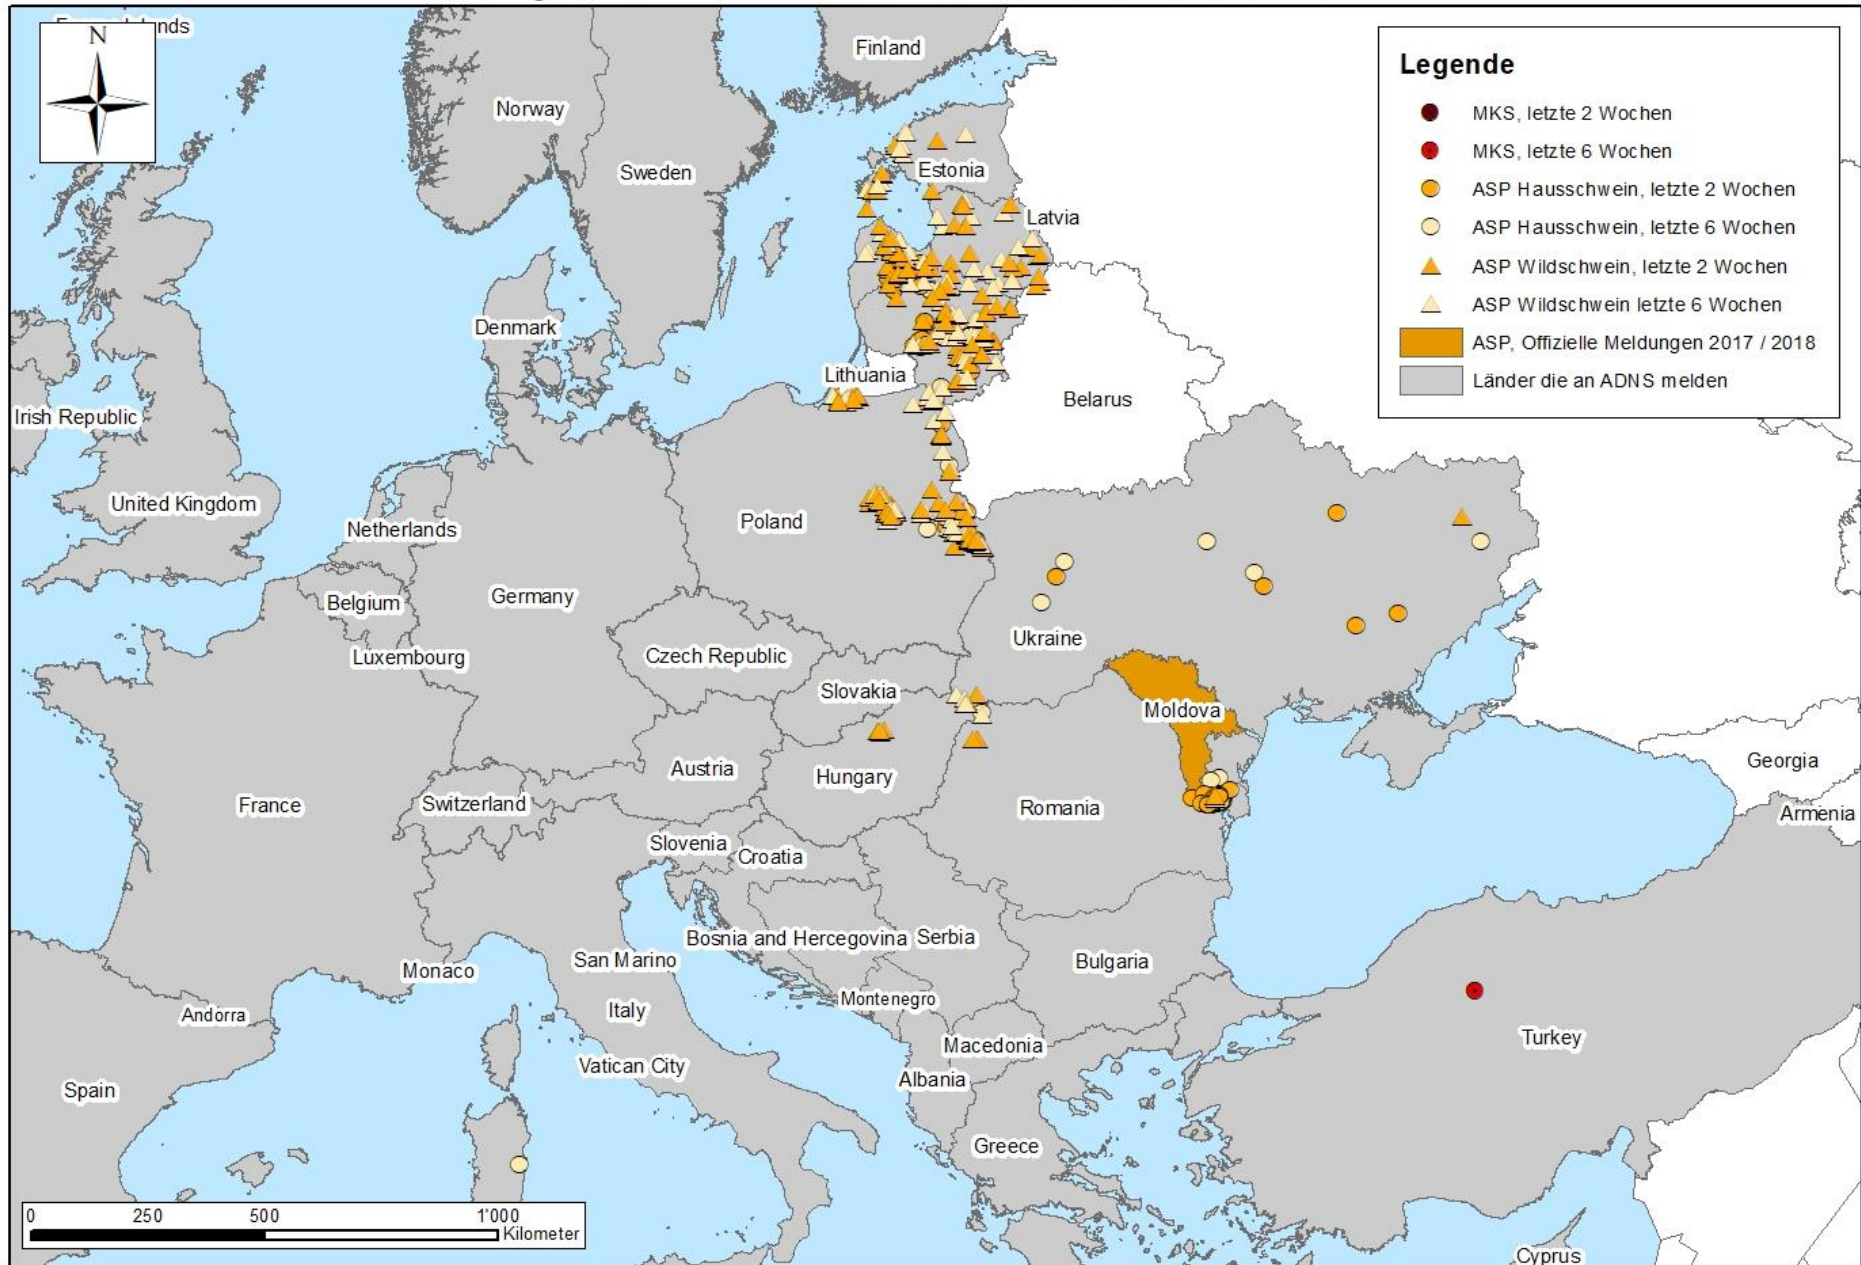 nds
N
Finland
Norway
Sweden
Estonia
Latvia
Denmark
Lithuania
Belarus
Irish Republic
United Kingdom
Netherlands
Poland
Belgium
Germany
Luxembourg
Czech Republic
Ukraine
Slovakia
Moldova
Austria
Hungary
Switzerland
France
Romania
Georgia
Armenia
Slovenia
Croatia
Bosnia and Hercegovina
Serbia
San Marino
Bulgaria
Monaco
Montenegro
Andorra
Italy
Macedonia
Turkey
Vatican City
Albania
Spain
Greece
Cyprus
Legende
MKS, letzte 2 Wochen
MKS, letzte 6 Wochen
ASP Hausschwein, letzte 2 Wochen
ASP Hausschwein, letzte 6 Wochen
ASP Wildschwein, letzte 2 Wochen
ASP Wildschwein letzte 6 Wochen
ASP, Offizielle Meldungen 2017 / 2018
Länder die an ADNS melden
0 250 500 1'000
Kilometer